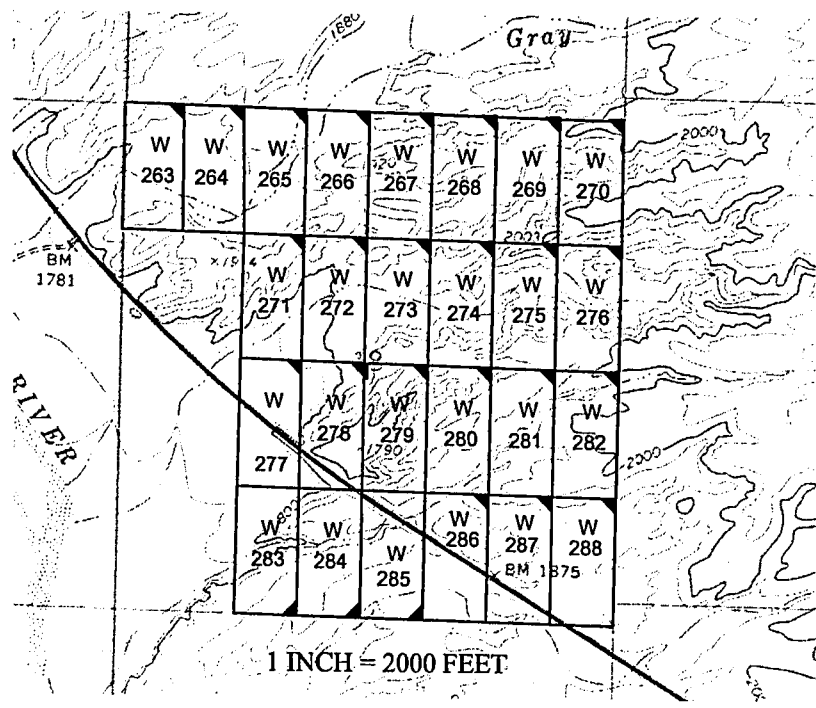 1880
Gray
W 263
W 264
W 265
W 266
W 267
W 268
W 269
W 270
2000
BM
1781
W 271
W 272
W 273
W 274
W 275
W 276
RIVER
W 277
W 278
W 279
1790
W 280
W 281
W 282
2000
W 283
W 284
W 285
W 286
W 287
W 288
BM 1875
1 INCH = 2000 FEET